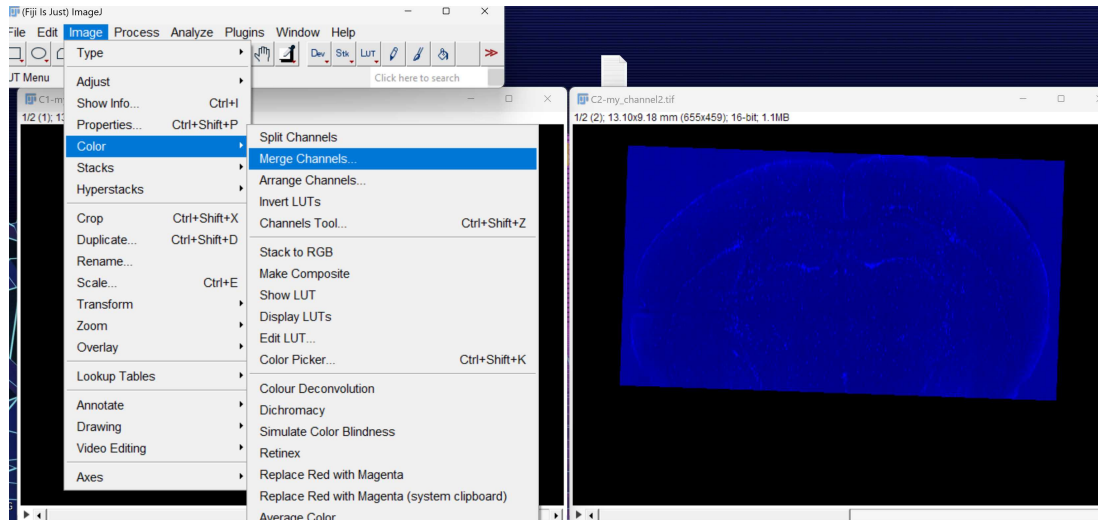 (Fiji Is Just) ImageJ
File Edit Image Process Analyze Plugins Window Help
Dev Stk LUT
UT Menu
Click here to search
Type
Adjust
Show Info... Ctrl+I
Properties... Ctrl+Shift+P
Color
Stacks
Hyperstacks
Crop Ctrl+Shift+X
Duplicate... Ctrl+Shift+D
Rename...
Scale... Ctrl+E
Transform
Zoom
Overlay
Lookup Tables
Annotate
Drawing
Video Editing
Axes
Split Channels
Merge Channels...
Arrange Channels...
Invert LUTs
Channels Tool... Ctrl+Shift+Z
Stack to RGB
Make Composite
Show LUT
Display LUTs
Edit LUT...
Color Picker... Ctrl+Shift+K
Colour Deconvolution
Dichromacy
Simulate Color Blindness
Retinex
Replace Red with Magenta
Replace Red with Magenta (system clipboard)
Average Color
C1-m
1/2 (1); 13
C2-my_channel2.tif
1/2 (2); 13.10x9.18 mm (655x459); 16-bit; 1.1MB